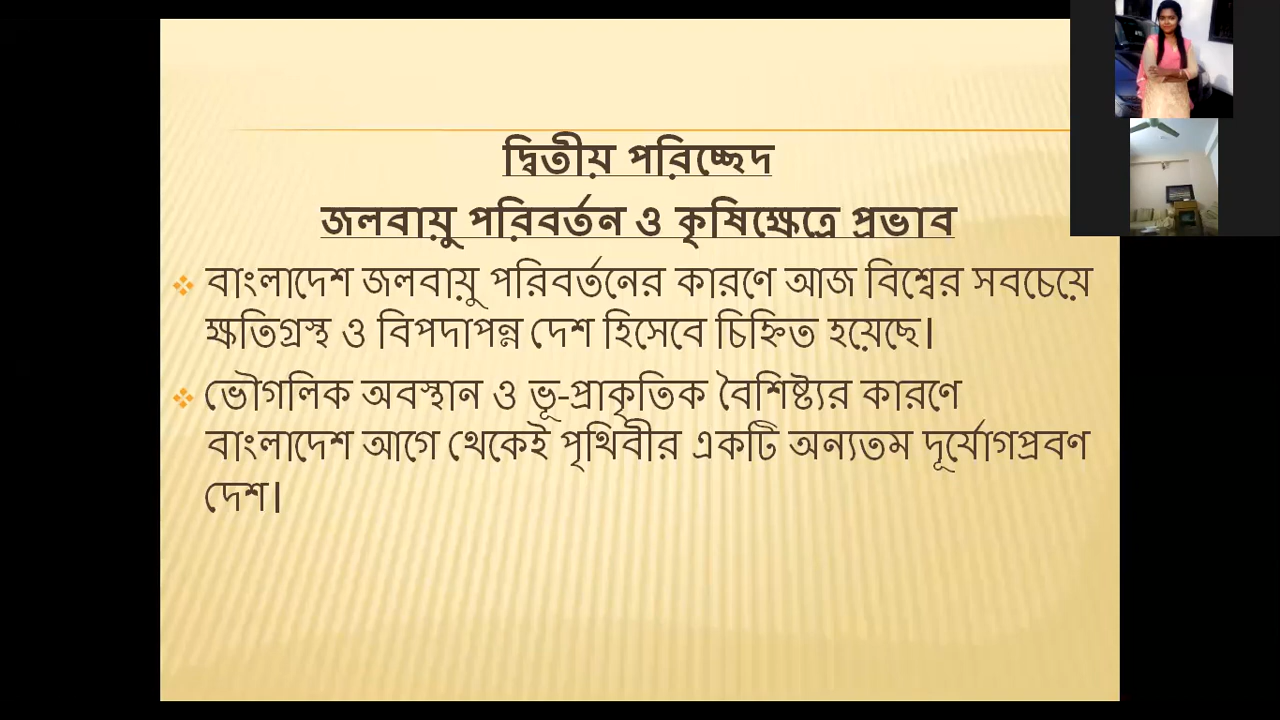 দ্বিতীয় পরিচ্ছেদ
জলবায়ু পরিবর্তন ও কৃষিক্ষেত্রে প্রভাব
বাংলাদেশ জলবায়ু পরিবর্তনের কারণে আজ বিশ্বের সবচেয়ে
ক্ষতিগ্রস্থ ও বিপদাপন্ন দেশ হিসেবে চিহ্নিত হয়েছে।
ভৌগলিক অবস্থান ও ভূ-প্রাকৃতিক বৈশিষ্ট্যর কারণে
বাংলাদেশ আগে থেকেই পৃথিবীর একটি অন্যতম দূর্যোগপ্রবণ
দেশ।